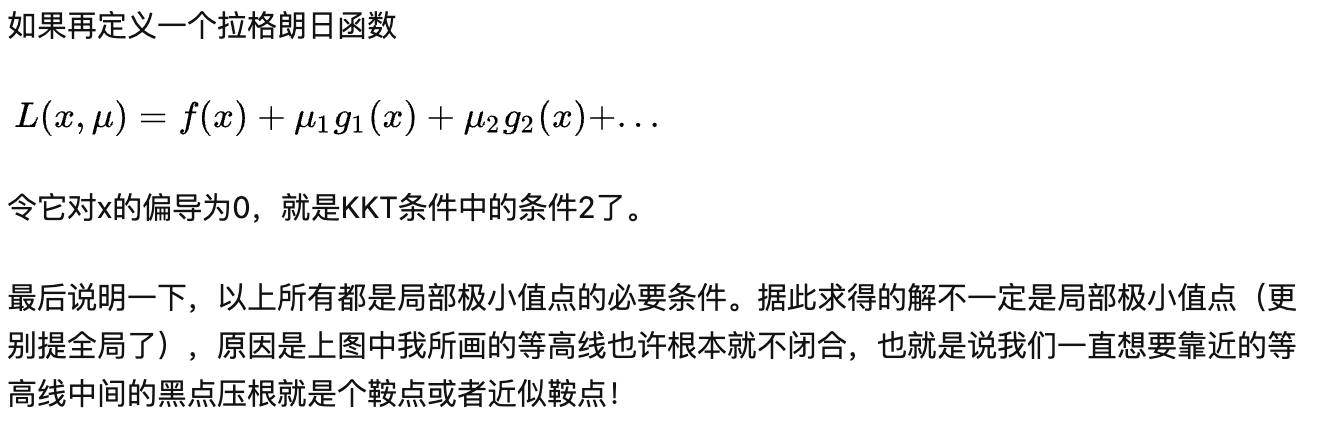 如果再定义一个拉格朗日函数
L(x, μ) = f(x) + μ₁g₁(x) + μ₂g₂(x)+…
令它对x的偏导为0，就是KKT条件中的条件2了。
最后说明一下，以上所有都是局部极小值点的必要条件。据此求得的解不一定是局部极小值点（更
别提全局了），原因是上图中我所画的等高线也许根本就不闭合，也就是说我们一直想要靠近的等
高线中间的黑点压根就是个鞍点或者近似鞍点！